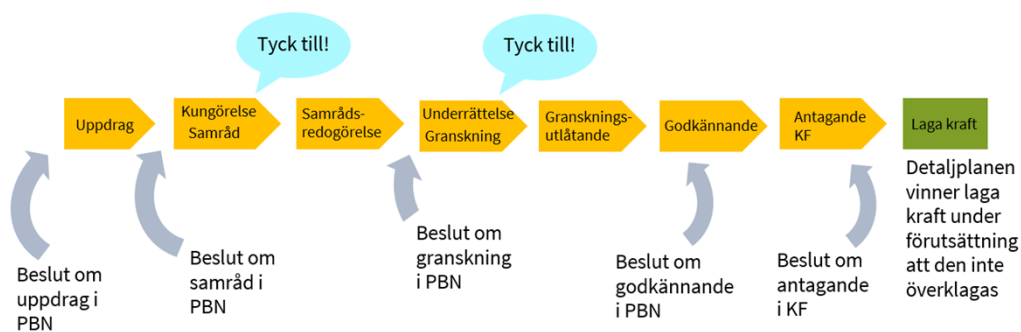 Tyck till!
Tyck till!
Uppdrag
Kungörelse
Samråd
Samråds-
redogörelse
Underrättelse
Granskning
Gransknings-
utlåtande
Godkännande
Antagande
KF
Laga kraft
Beslut om
uppdrag i
PBN
Beslut om
samråd i
PBN
Beslut om
granskning
i PBN
Beslut om
godkännande
i PBN
Beslut om
antagande
i KF
Detaljplanen
vinner laga
kraft under
förutsättning
att den inte
överklagas